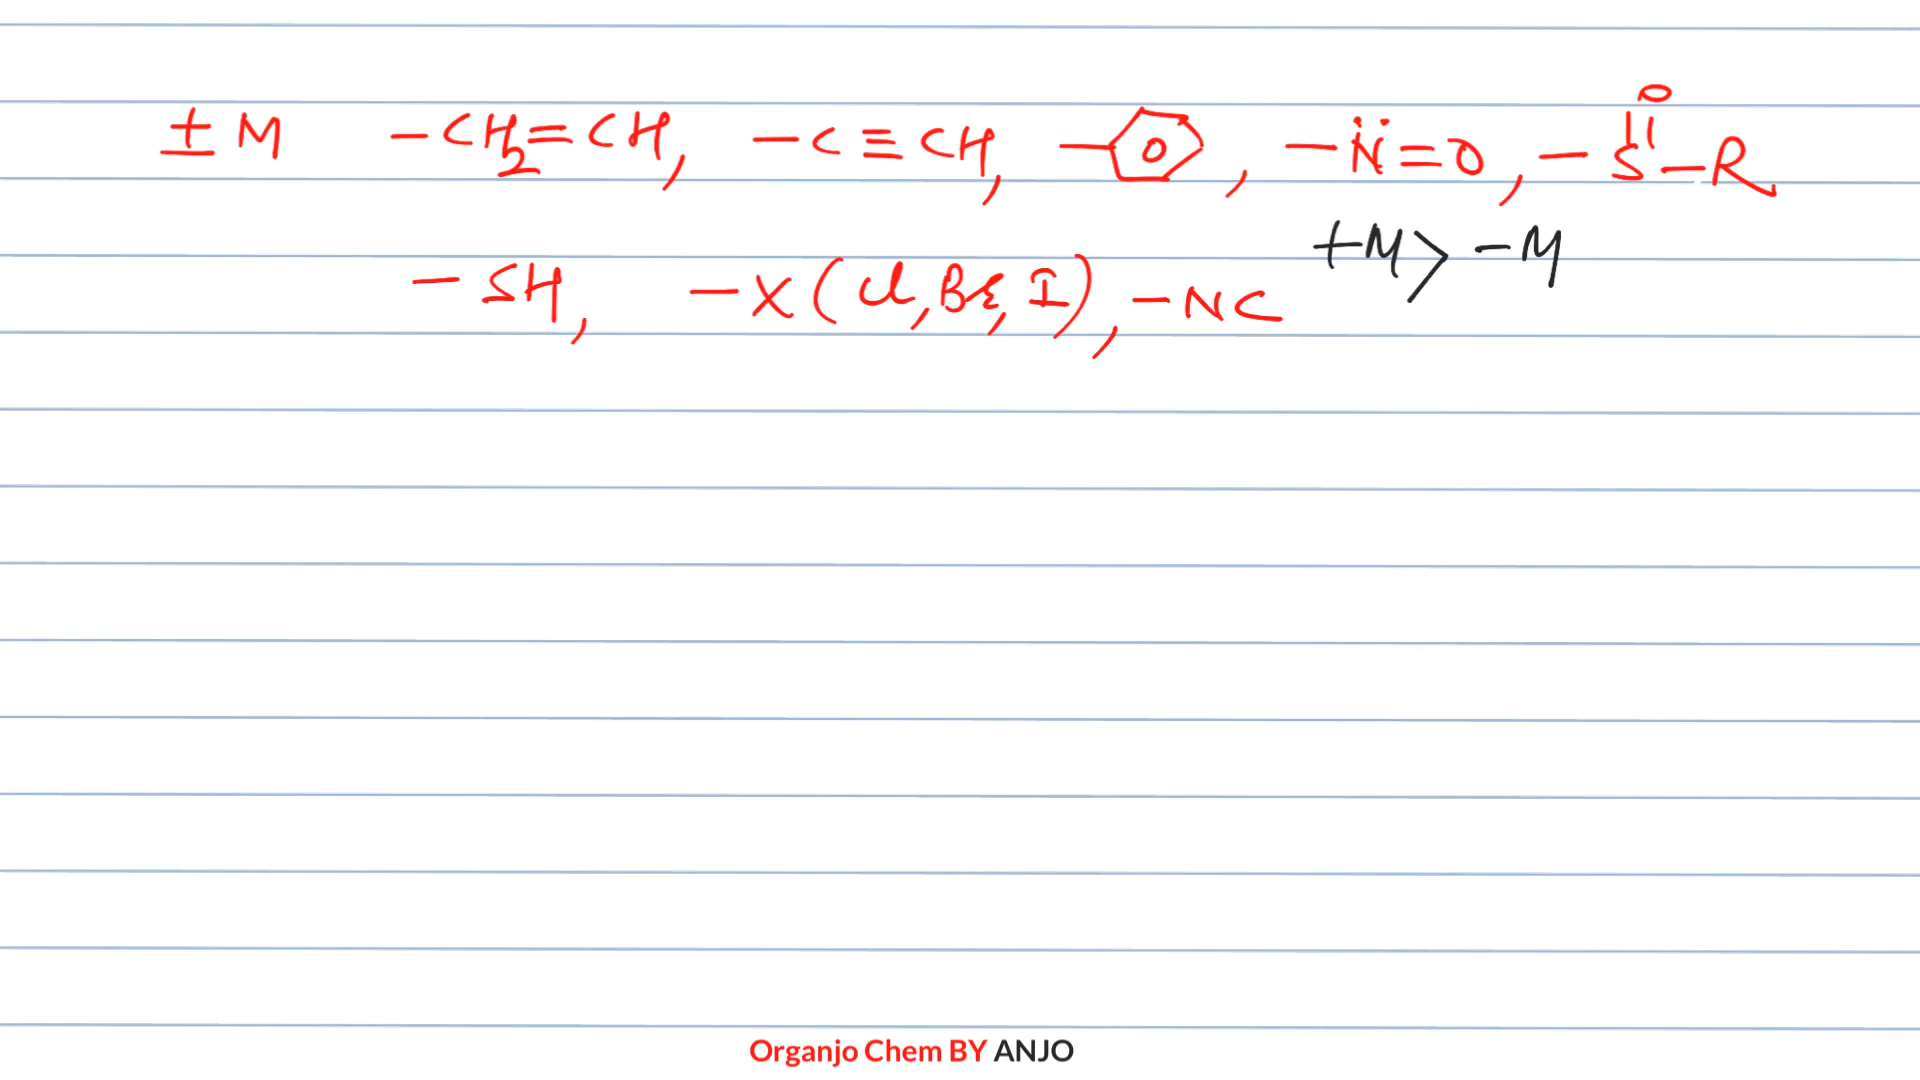 ± M -CH₂=CH, -C≡CH, -⌬, -N̈=O, -S(=O)-R
+M > -M
-SH, -X(Cl, Br, I), -NC
Organjo Chem BY ANJO